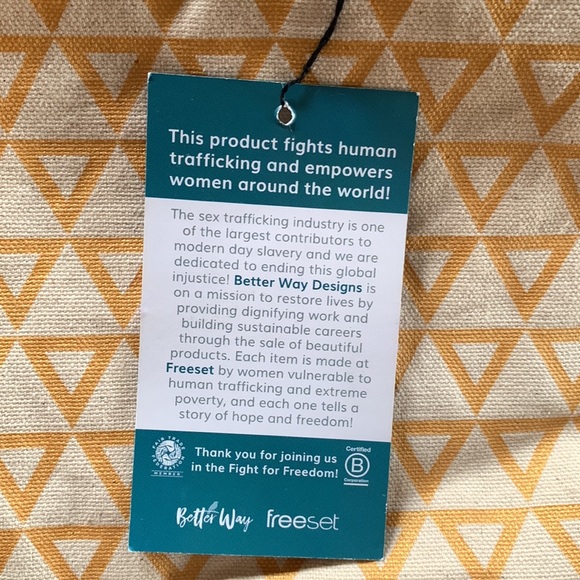 This product fights human
trafficking and empowers
women around the world!
The sex trafficking industry is one
of the largest contributors to
modern day slavery and we are
dedicated to ending this global
injustice! Better Way Designs is
on a mission to restore lives by
providing dignifying work and
building sustainable careers
through the sale of beautiful
products. Each item is made at
Freeset by women vulnerable to
human trafficking and extreme
poverty, and each one tells a
story of hope and freedom!
FAIR TRADE FEDERATION
MEMBER
Thank you for joining us
in the Fight for Freedom!
Certified
B
Corporation
Better Way
freeset